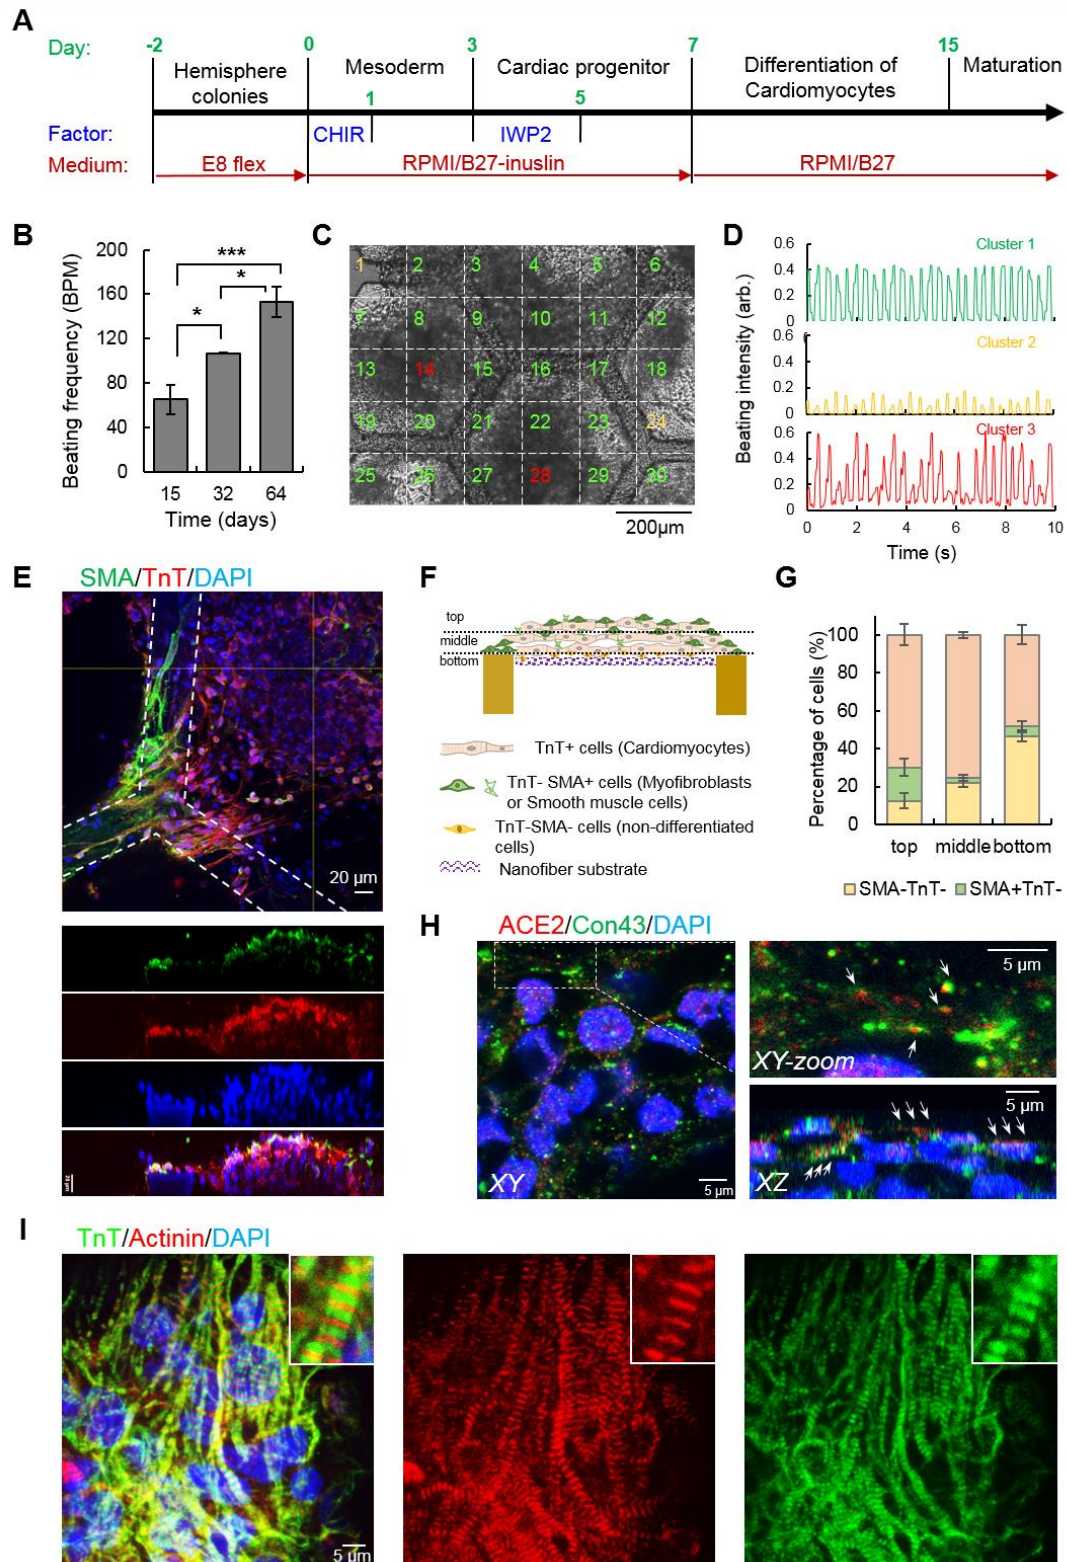 A
Day: -2 0 3 7 15
Hemisphere colonies
Mesoderm
Cardiac progenitor
Differentiation of
Cardiomyocytes
Maturation
1 5
Factor: CHIR IWP2
Medium: E8 flex RPMI/B27-inuslin RPMI/B27
B
Beating frequency (BPM)
200
160
120
80
40
0
***
*
*
15 32 64
Time (days)
C
1 2 3 4 5 6
7 8 9 10 11 12
13 14 15 16 17 18
19 20 21 22 23 24
25 26 27 28 29 30
200µm
D
Beating intensity (arb.)
0.6
0.4
0.2
0
Cluster 1
0.6
0.4
0.2
0
Cluster 2
0.6
0.4
0.2
0
Cluster 3
0 2 4 6 8 10
Time (s)
E
SMA/TnT/DAPI
20 µm
20 µm
F
top
middle
bottom
TnT+ cells (Cardiomyocytes)
TnT- SMA+ cells (Myofibroblasts
or Smooth muscle cells)
TnT-SMA- cells (non-differentiated
cells)
Nanofiber substrate
G
Percentage of cells (%)
100
80
60
40
20
0
top middle bottom
SMA-TnT- SMA+TnT-
H
ACE2/Con43/DAPI
XY
5 µm
5 µm
XY-zoom
5 µm
XZ
I
TnT/Actinin/DAPI
5 µm